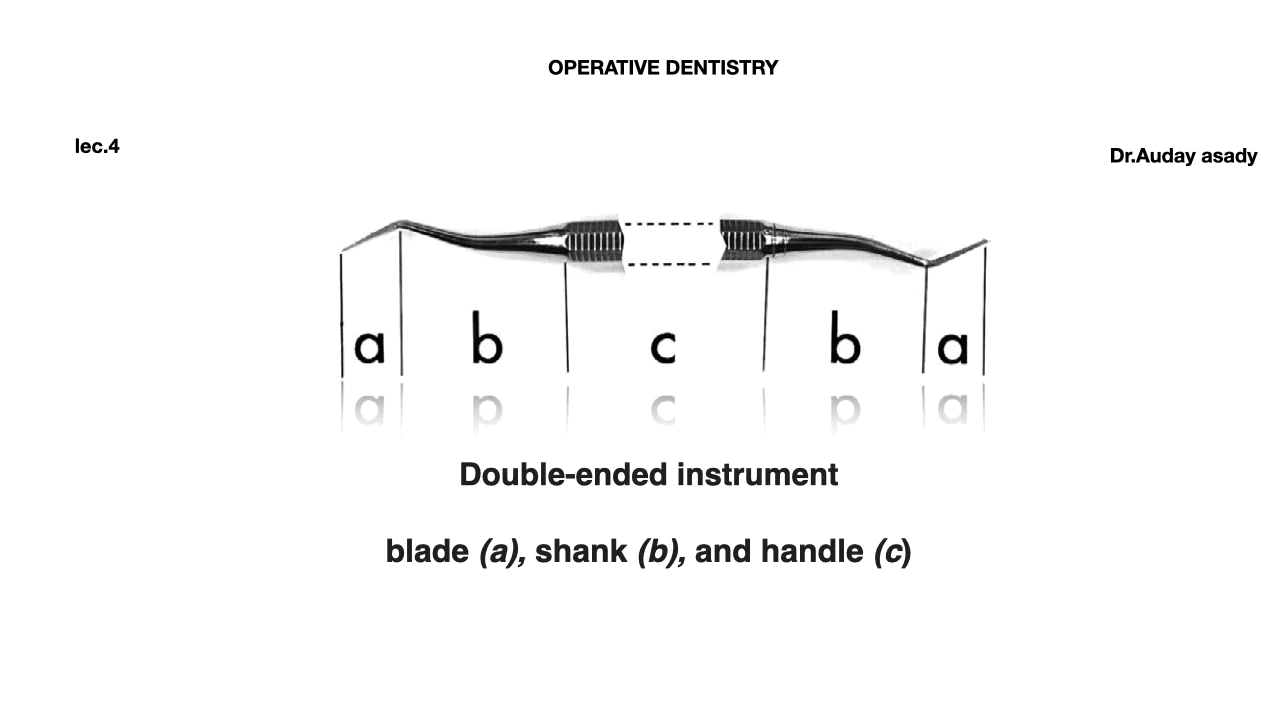 OPERATIVE DENTISTRY
lec.4
Dr.Auday asady
a b c b a
Double-ended instrument
blade (a), shank (b), and handle (c)